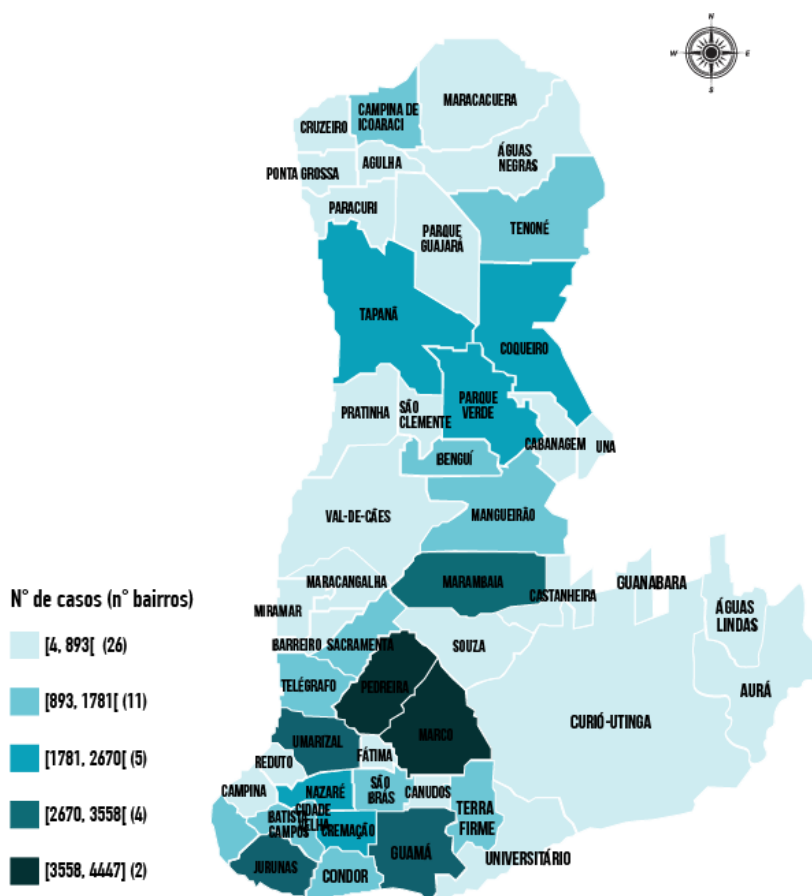 N
W
E
S
MARACACUERA
CAMPINA DE
ICOARACI
CRUZEIRO
ÁGUAS
NEGRAS
AGULHA
PONTA GROSSA
PARACURI
TENONÉ
PARQUE
GUAJARÁ
TAPANÃ
COQUEIRO
PARQUE
VERDE
PRATINHA
SÃO
CLEMENTE
CABANAGEM
UNA
BENGUÍ
VAL-DE-CÃES
MANGUEIRÃO
MARACANGALHA
MARAMBAIA
CASTANHEIRA
GUANABARA
ÁGUAS
LINDAS
MIRAMAR
BARREIRO
SACRAMENTA
SOUZA
TELÉGRAFO
PEDREIRA
AURÁ
CURIÓ-UTINGA
MARCO
UMARIZAL
FÁTIMA
REDUTO
CAMPINA
NAZARÉ
SÃO
BRÁS
CANUDOS
TERRA
FIRME
CIDADE
VELHA
BATISTA
CAMPOS
CREMAÇÃO
GUAMÁ
UNIVERSITÁRIO
JURUNAS
CONDOR
N° de casos (n° bairros)
[4, 893[ (26)
[893, 1781[ (11)
[1781, 2670[ (5)
[2670, 3558[ (4)
[3558, 4447] (2)